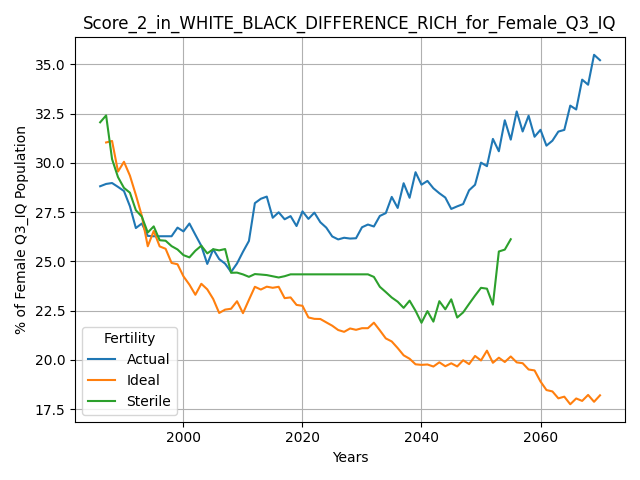 Score_2_in_WHITE_BLACK_DIFFERENCE_RICH_for_Female_Q3_IQ
% of Female Q3_IQ Population
35.0
32.5
30.0
27.5
25.0
22.5
20.0
17.5
Fertility
Actual
Ideal
Sterile
2000
2020
2040
2060
Years